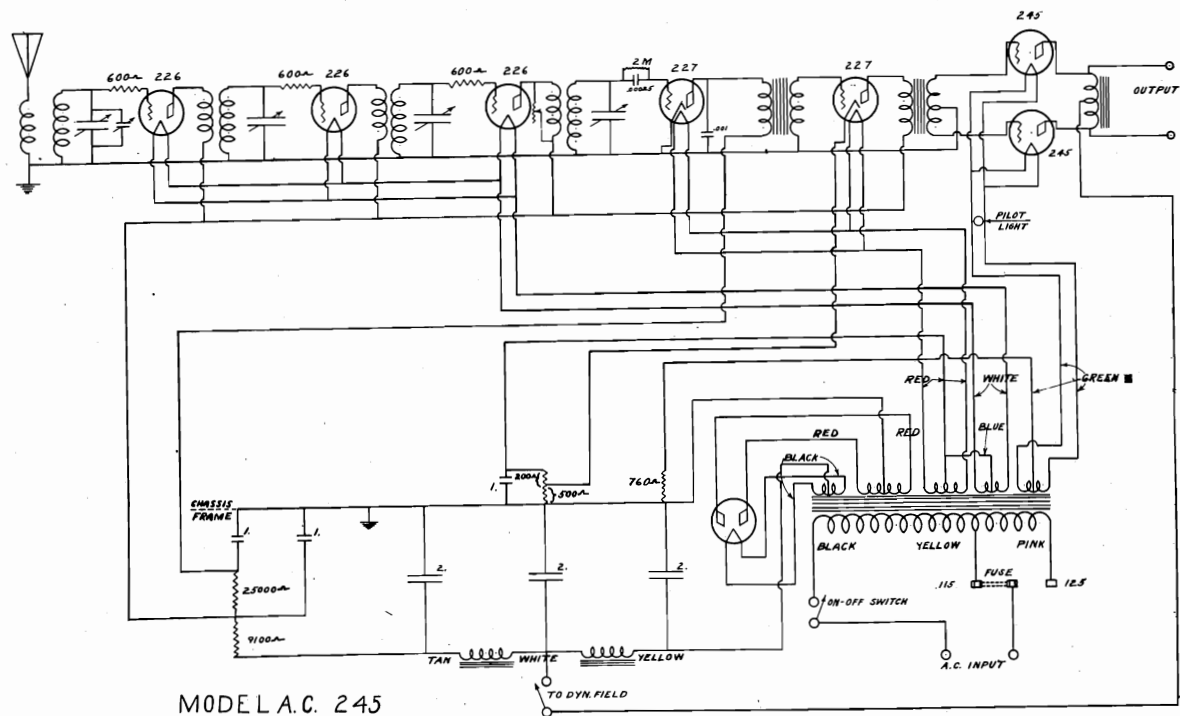 245
600Ω 226
600Ω 226
600Ω 226
2M
.00025
227
227
.001
OUTPUT
245
PILOT
LIGHT
RED
WHITE
GREEN
BLUE
RED
RED
BLACK
1.
200Ω
500Ω
760Ω
CHASSIS
FRAME
1.
1.
BLACK
YELLOW
PINK
2.
2.
2.
25000Ω
.115
FUSE
125
ON-OFF SWITCH
9100Ω
TAN
WHITE
YELLOW
A.C. INPUT
TO DYN. FIELD
MODEL A.C. 245